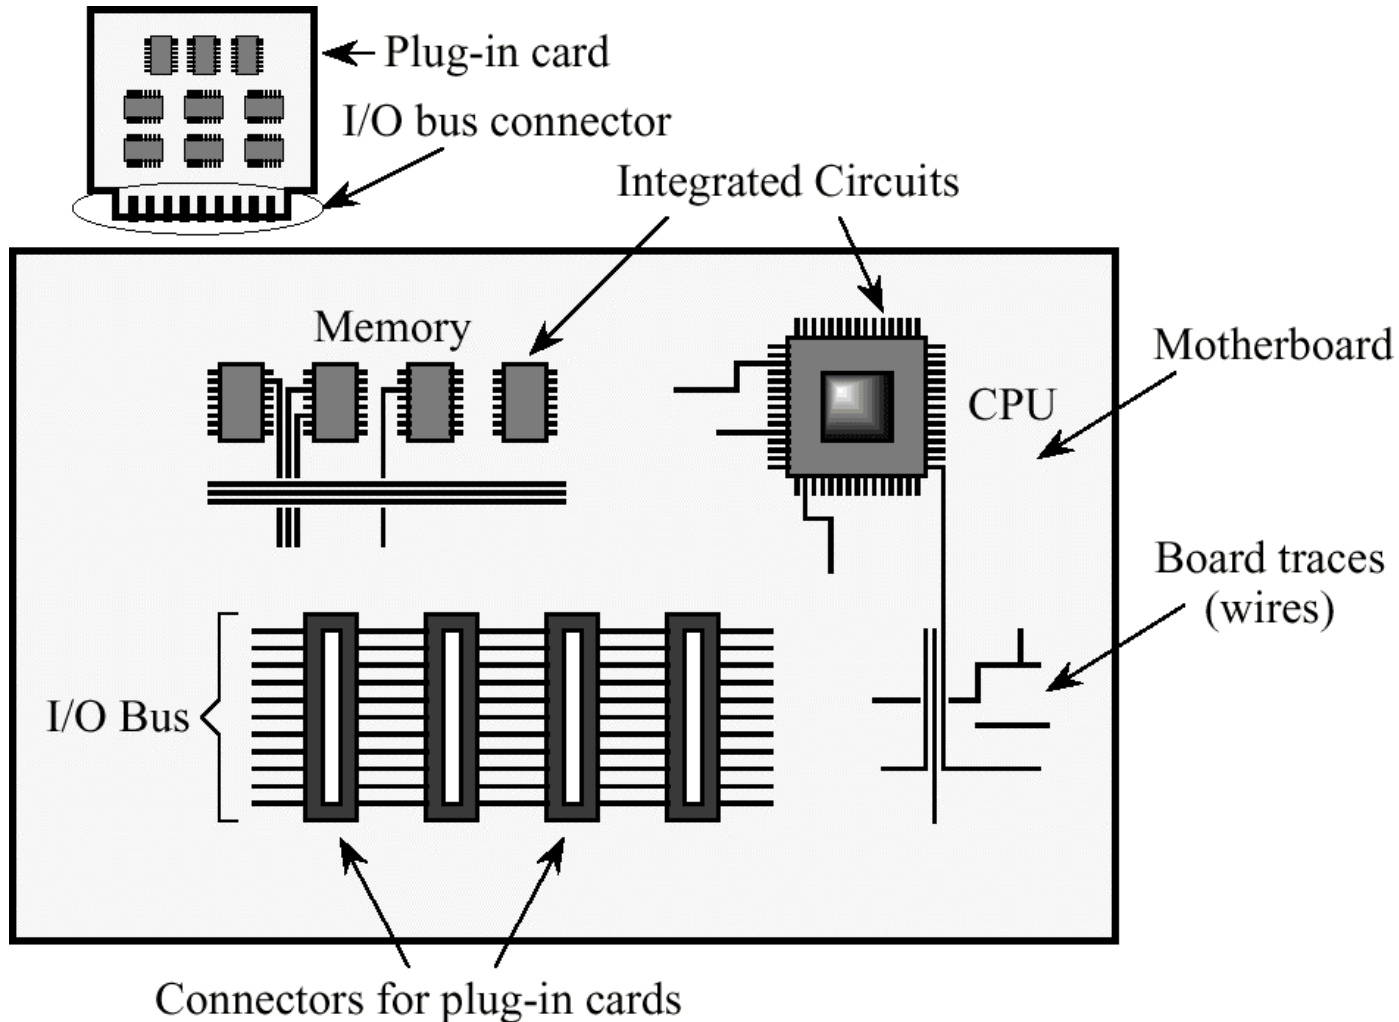 Plug-in card
I/O bus connector
Integrated Circuits
Memory
Motherboard
CPU
Board traces
(wires)
I/O Bus
Connectors for plug-in cards